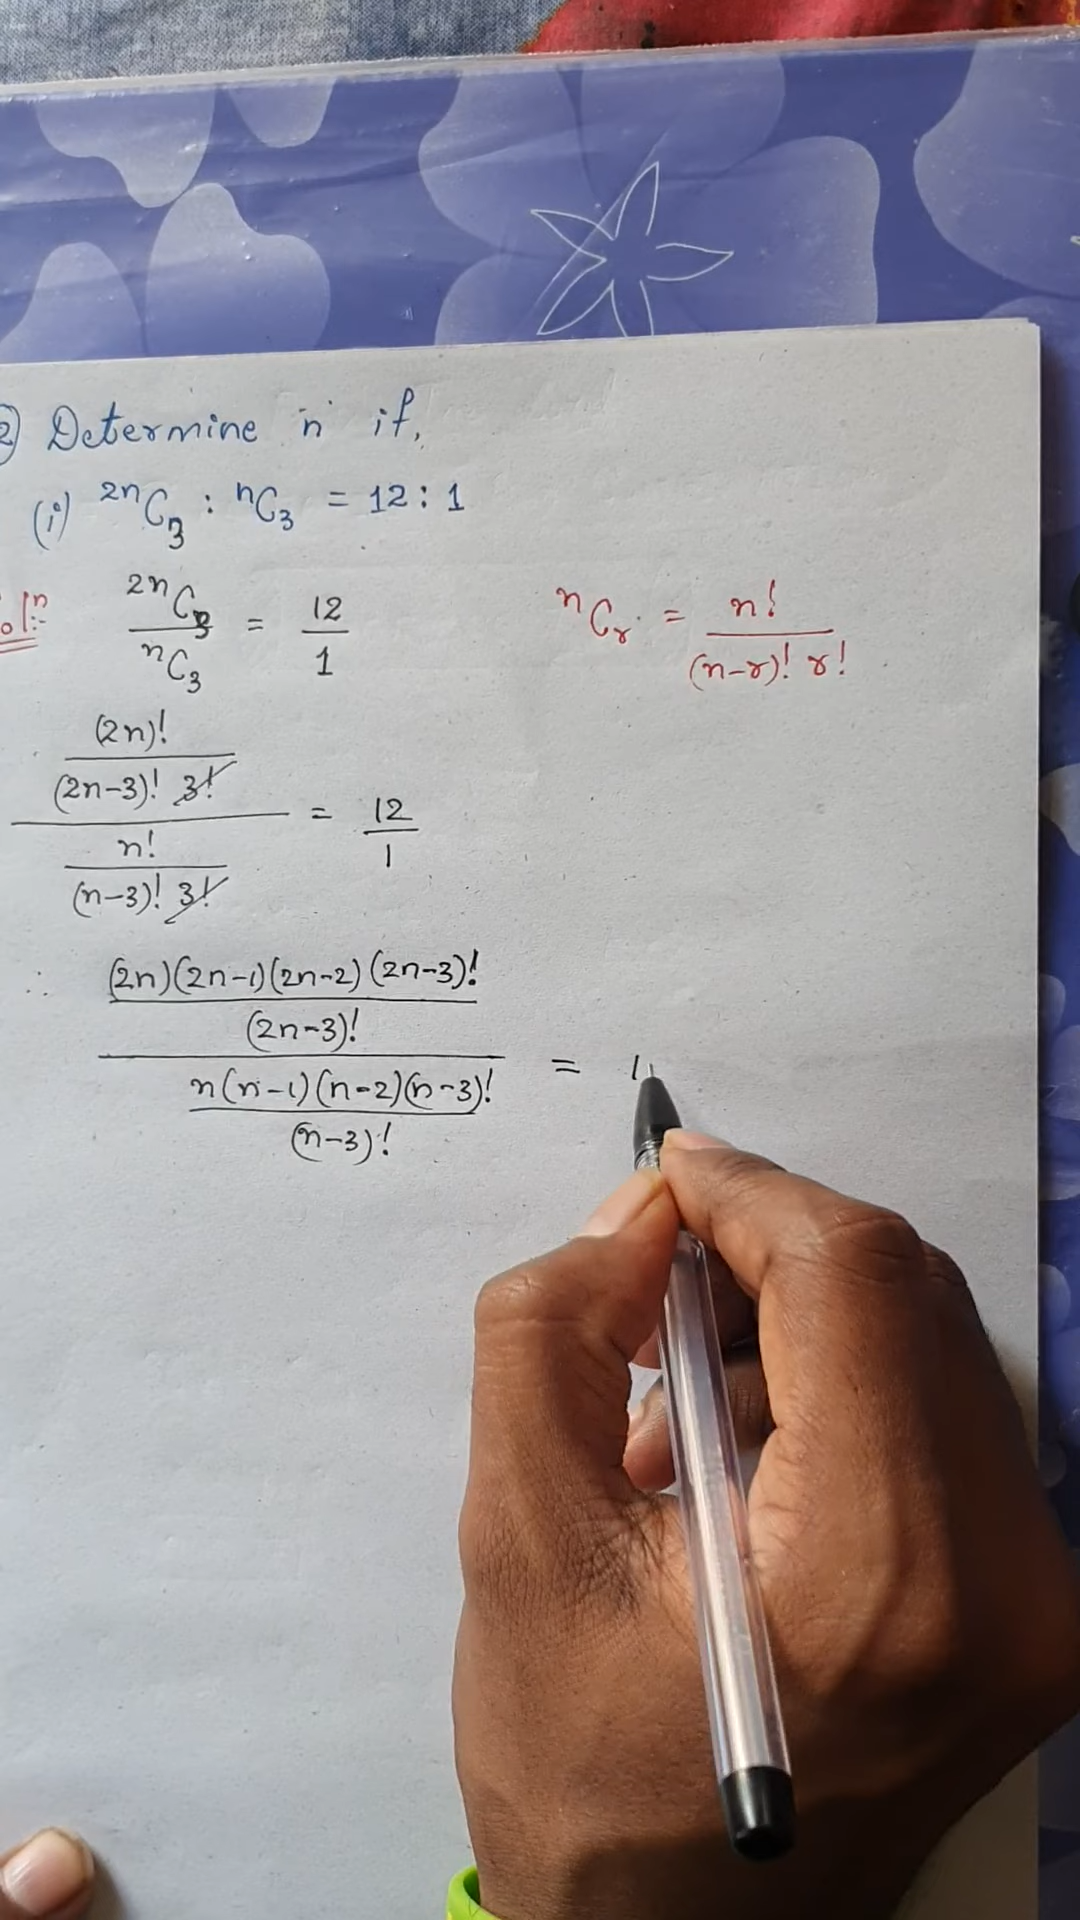 2) Determine n if,
(i) ²ⁿC₃ : ⁿC₃ = 12 : 1
Solⁿ:- ²ⁿC₃ / ⁿC₃ = 12 / 1
ⁿCᵣ = n! / (n-r)! r!
(2n)! / (2n-3)! 3!
= 12 / 1
n! / (n-3)! 3!
∴ (2n)(2n-1)(2n-2)(2n-3)! / (2n-3)!
= 1
n(n-1)(n-2)(n-3)! / (n-3)!